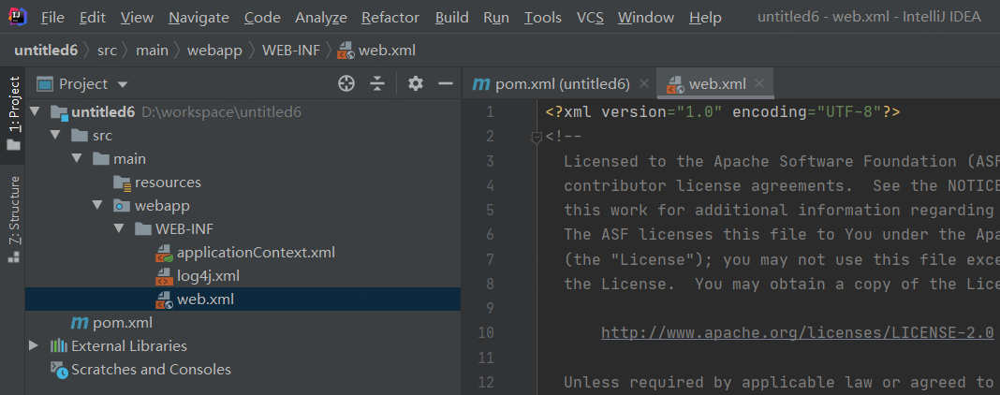 File Edit View Navigate Code Analyze Refactor Build Run Tools VCS Window Help untitled6 - web.xml - IntelliJ IDEA
untitled6 src main webapp WEB-INF web.xml
1: Project
7: Structure
Project
untitled6 D:\workspace\untitled6
src
main
resources
webapp
WEB-INF
applicationContext.xml
log4j.xml
web.xml
pom.xml
External Libraries
Scratches and Consoles
pom.xml (untitled6) web.xml
1 <?xml version="1.0" encoding="UTF-8"?>
2 <!--
3 Licensed to the Apache Software Foundation (ASF
4 contributor license agreements.  See the NOTICE
5 this work for additional information regarding
6 The ASF licenses this file to You under the Apa
7 (the "License"); you may not use this file exce
8 the License.  You may obtain a copy of the Lice
9
10 http://www.apache.org/licenses/LICENSE-2.0
11
12 Unless required by applicable law or agreed to